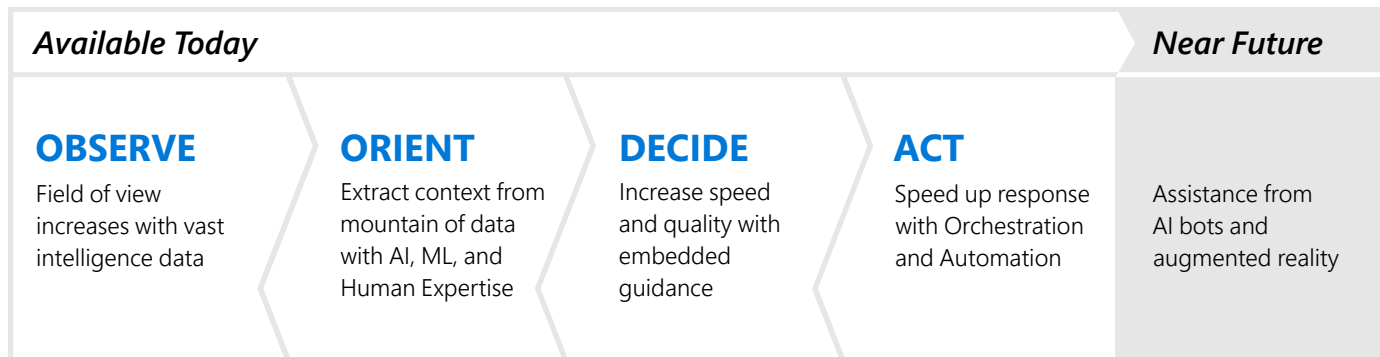 Available Today
Near Future
OBSERVE
Field of view
increases with vast
intelligence data
ORIENT
Extract context from
mountain of data
with AI, ML, and
Human Expertise
DECIDE
Increase speed
and quality with
embedded
guidance
ACT
Speed up response
with Orchestration
and Automation
Assistance from
AI bots and
augmented reality